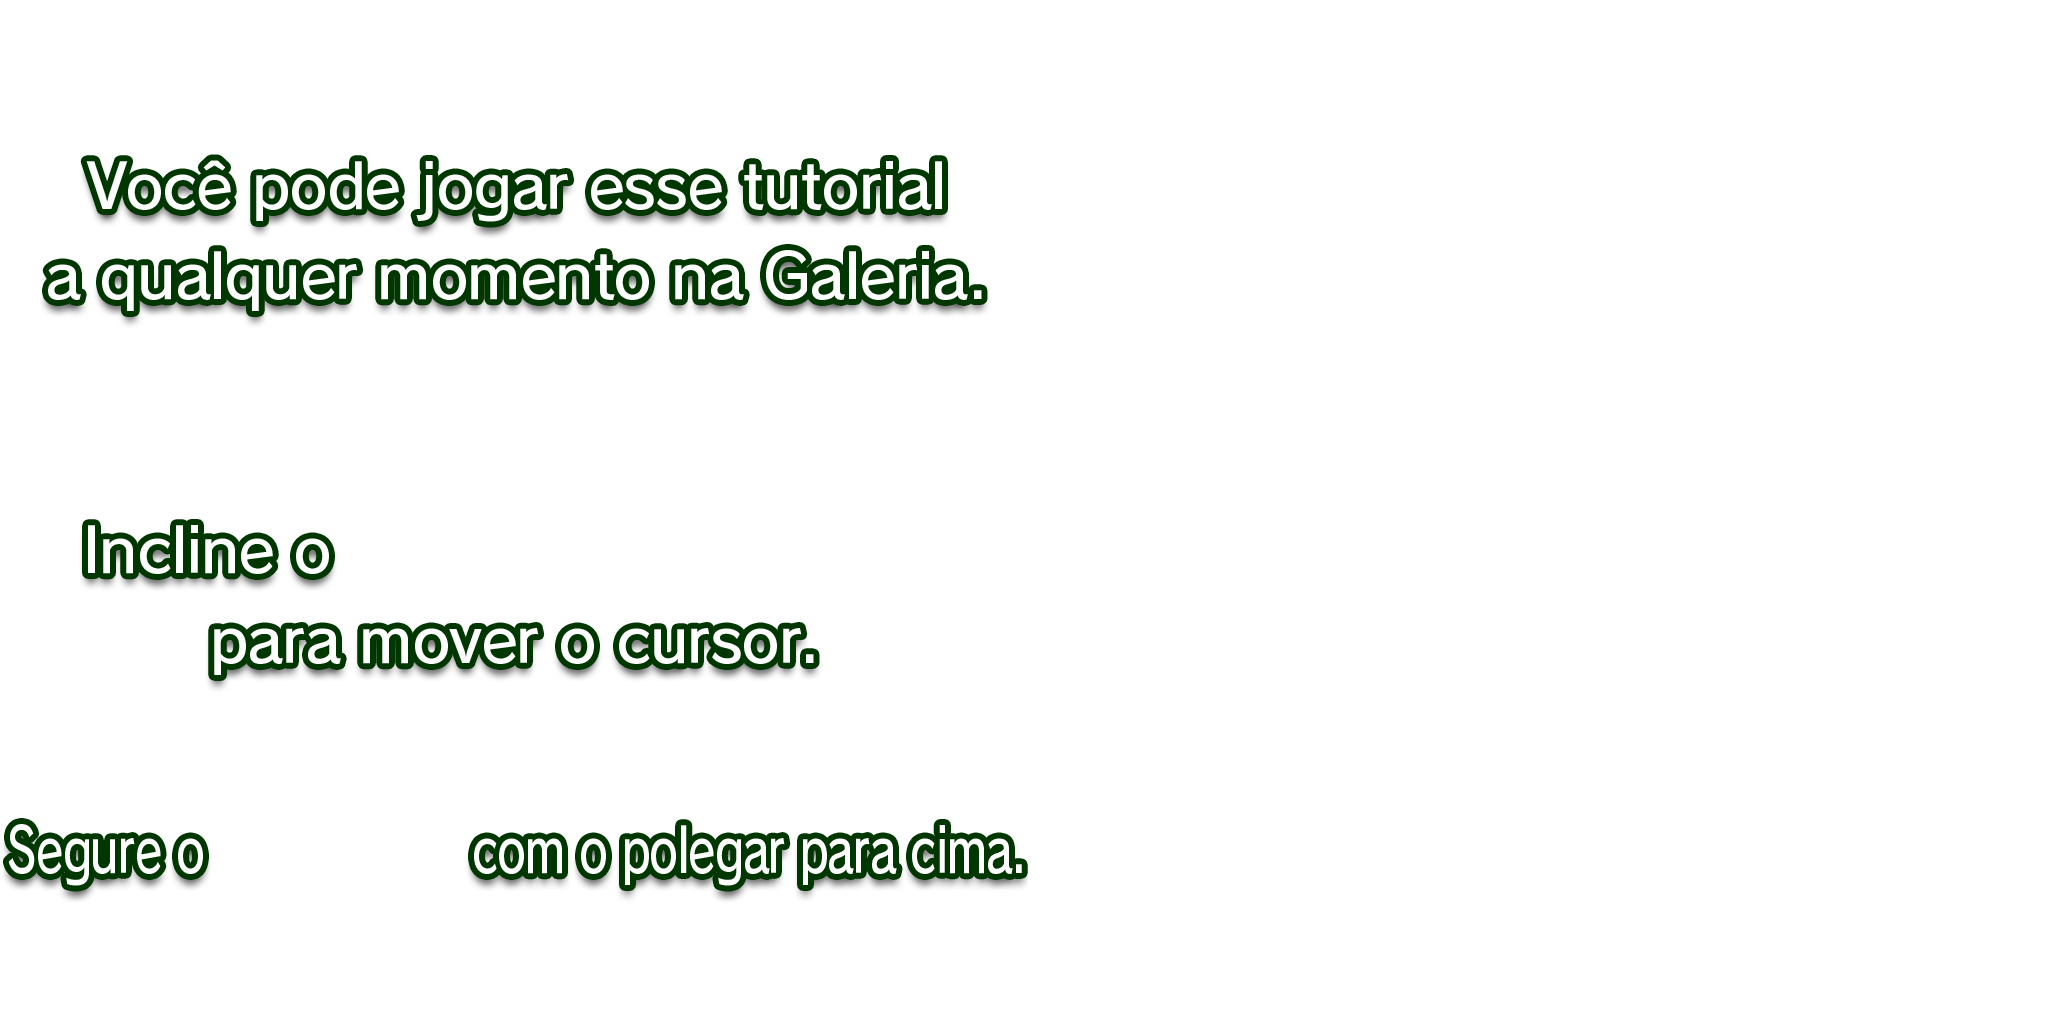 Você pode jogar esse tutorial
a qualquer momento na Galeria.
Incline o
para mover o cursor.
Segure o com o polegar para cima.